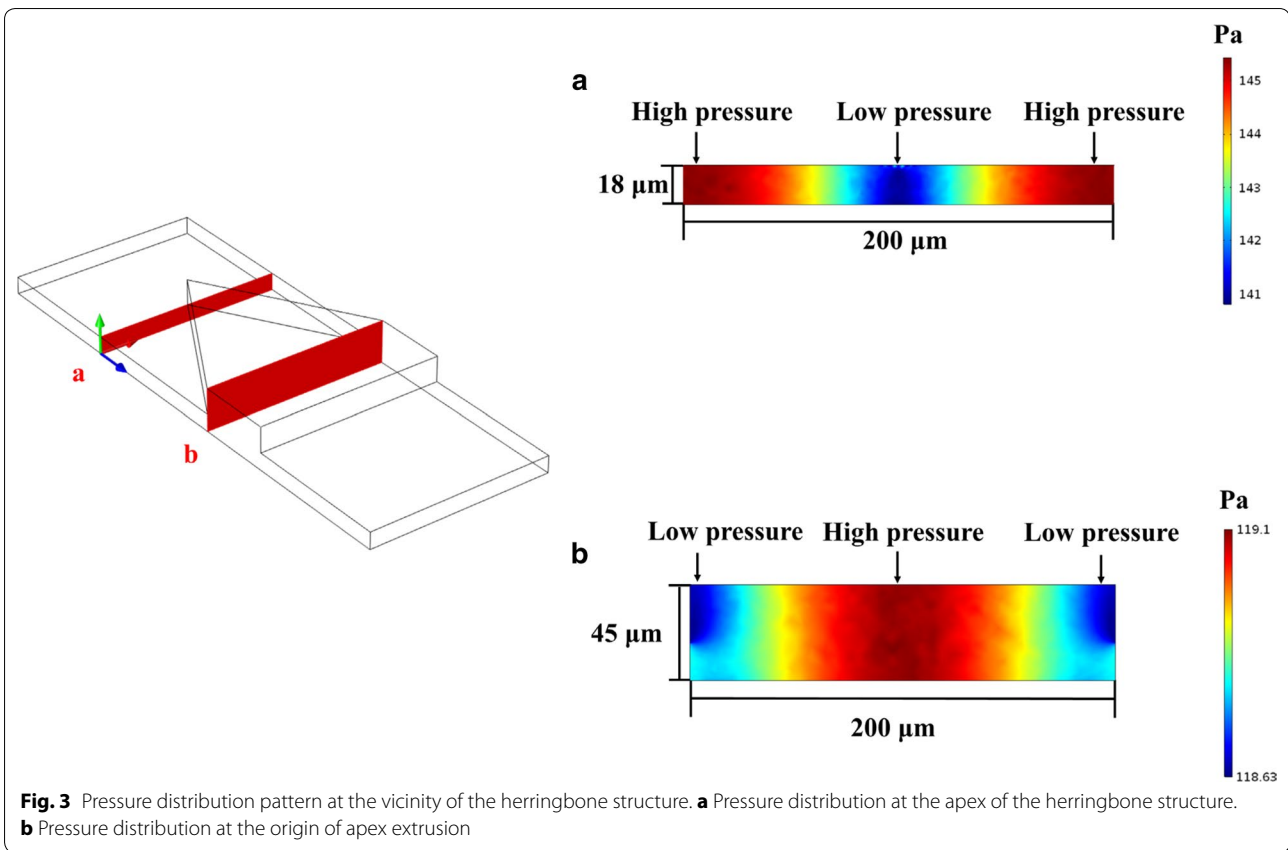 a
Pa
High pressure Low pressure High pressure
145
144
143
142
141
18 µm
200 µm
a
b
b
Pa
Low pressure High pressure Low pressure
119.1
118.63
45 µm
200 µm
Fig. 3 Pressure distribution pattern at the vicinity of the herringbone structure. a Pressure distribution at the apex of the herringbone structure.
b Pressure distribution at the origin of apex extrusion